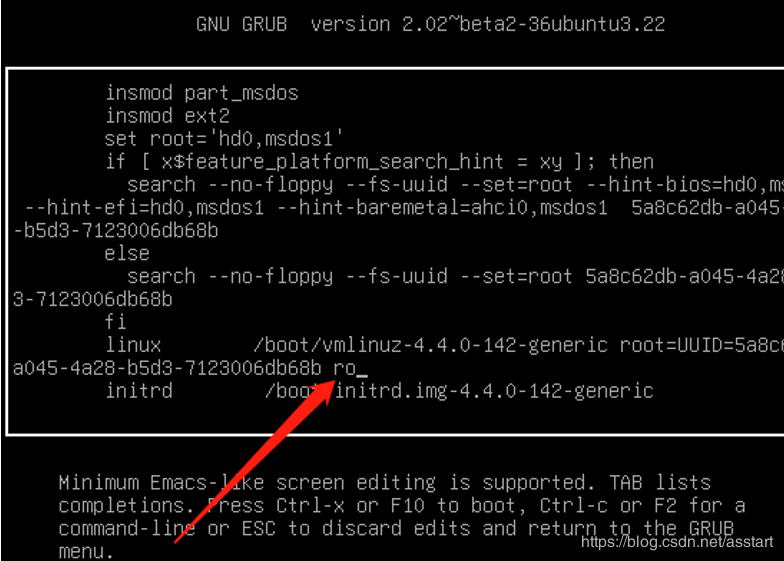 GNU GRUB  version 2.02~beta2-36ubuntu3.22
insmod part_msdos
insmod ext2
set root='hd0,msdos1'
if [ x$feature_platform_search_hint = xy ]; then
search --no-floppy --fs-uuid --set=root --hint-bios=hd0,ms
--hint-efi=hd0,msdos1 --hint-baremetal=ahci0,msdos1  5a8c62db-a045-
-b5d3-7123006db68b
else
search --no-floppy --fs-uuid --set=root 5a8c62db-a045-4a28
3-7123006db68b
fi
linux        /boot/vmlinuz-4.4.0-142-generic root=UUID=5a8c6
a045-4a28-b5d3-7123006db68b ro_
initrd        /boot/initrd.img-4.4.0-142-generic
Minimum Emacs-like screen editing is supported. TAB lists
completions. Press Ctrl-x or F10 to boot, Ctrl-c or F2 for a
command-line or ESC to discard edits and return to the GRUB
menu.
https://blog.csdn.net/asstart